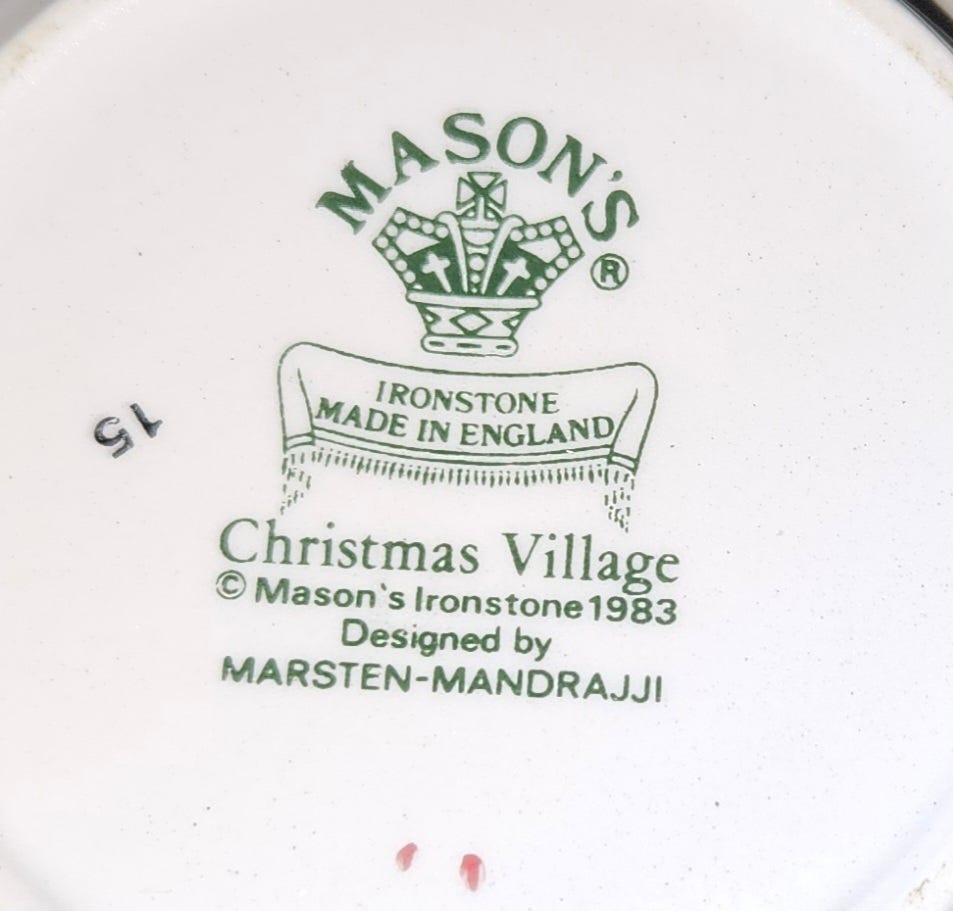 MASON'S
®
IRONSTONE
MADE IN ENGLAND
15
Christmas Village
© Mason's Ironstone 1983
Designed by
MARSTEN-MANDRAJJI